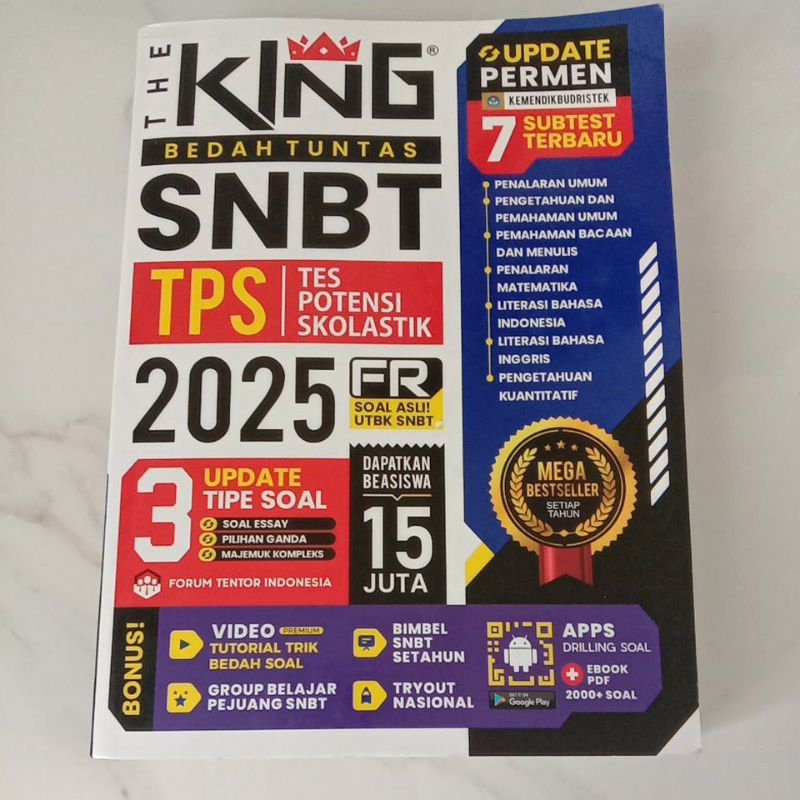 THE KING®
BEDAH TUNTAS
SNBT
TPS
TES
POTENSI
SKOLASTIK
2025
FR
SOAL ASLI!
UTBK SNBT
3
UPDATE
TIPE SOAL
SOAL ESSAY
PILIHAN GANDA
MAJEMUK KOMPLEKS
FORUM TENTOR INDONESIA
DAPATKAN
BEASISWA
15
JUTA
UPDATE
PERMEN
KEMENDIKBUDRISTEK
7
SUBTEST
TERBARU
PENALARAN UMUM
PENGETAHUAN DAN
PEMAHAMAN UMUM
PEMAHAMAN BACAAN
DAN MENULIS
PENALARAN
MATEMATIKA
LITERASI BAHASA
INDONESIA
LITERASI BAHASA
INGGRIS
PENGETAHUAN
KUANTITATIF
MEGA
BESTSELLER
SETIAP
TAHUN
BONUS!
VIDEO PREMIUM
TUTORIAL TRIK
BEDAH SOAL
GROUP BELAJAR
PEJUANG SNBT
BIMBEL
SNBT
SETAHUN
TRYOUT
NASIONAL
GET IT ON
Google Play
APPS
DRILLING SOAL
+ EBOOK
PDF
2000+ SOAL